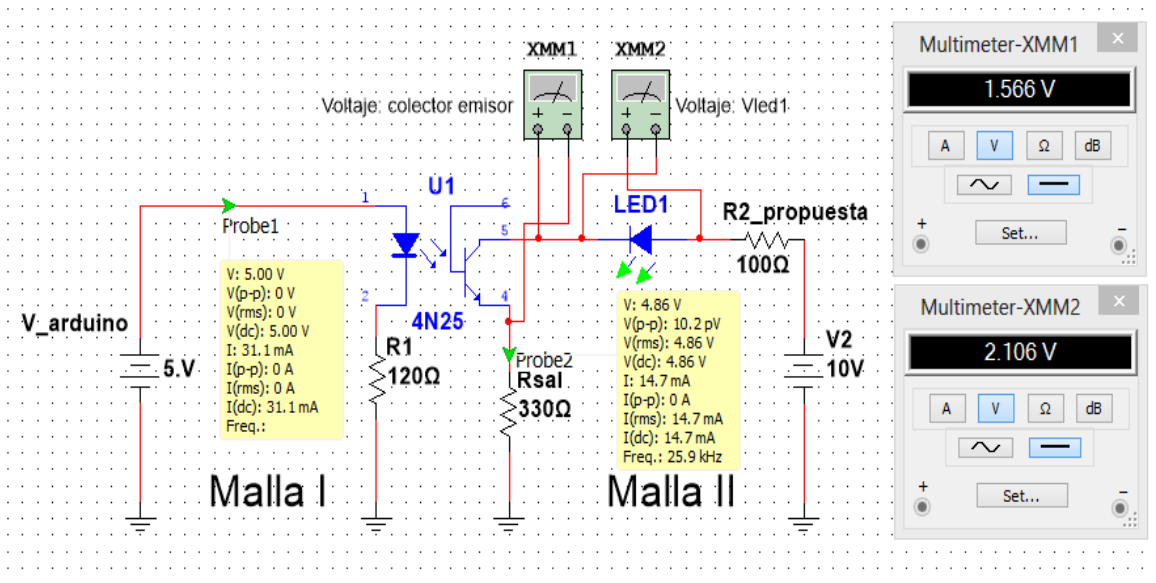 XMM1
XMM2
Voltaje: colector emisor
Voltaje: Vled1
+
-
+
-
U1
1
6
5
2
4
4N25
Probe1
V: 5.00 V
V(p-p): 0 V
V(rms): 0 V
V(dc): 5.00 V
I: 31.1 mA
I(p-p): 0 A
I(rms): 0 A
I(dc): 31.1 mA
Freq.:
V_arduino
5.V
R1
120Ω
Probe2
Rsal
330Ω
LED1
V: 4.86 V
V(p-p): 10.2 pV
V(rms): 4.86 V
V(dc): 4.86 V
I: 14.7 mA
I(p-p): 0 A
I(rms): 14.7 mA
I(dc): 14.7 mA
Freq.: 25.9 kHz
R2_propuesta
100Ω
V2
10V
Malla I
Malla II
Multimeter-XMM1
×
1.566 V
A V Ω dB
+
Set...
-
Multimeter-XMM2
×
2.106 V
A V Ω dB
+
Set...
-